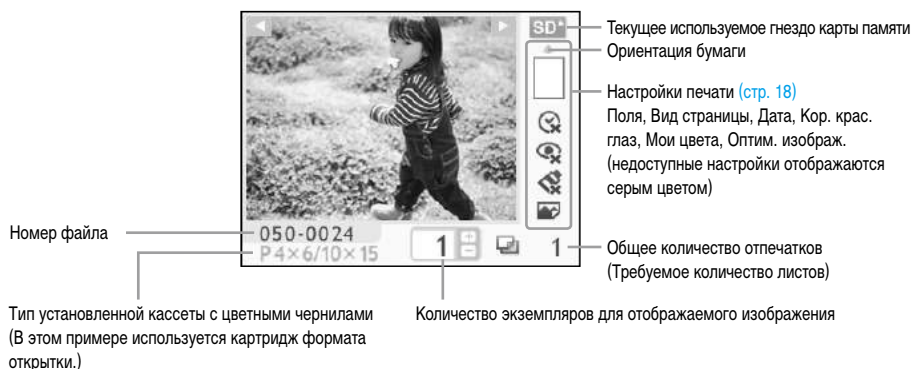 SD
Текущее используемое гнездо карты памяти
Ориентация бумаги
Настройки печати (стр. 18)
Поля, Вид страницы, Дата, Кор. крас.
глаз, Мои цвета, Оптим. изображ.
(недоступные настройки отображаются
серым цветом)
Номер файла
050-0024
P 4×6/10×15
1
+
-
1
Общее количество отпечатков
(Требуемое количество листов)
Тип установленной кассеты с цветными чернилами
(В этом примере используется картридж формата
открытки.)
Количество экземпляров для отображаемого изображения